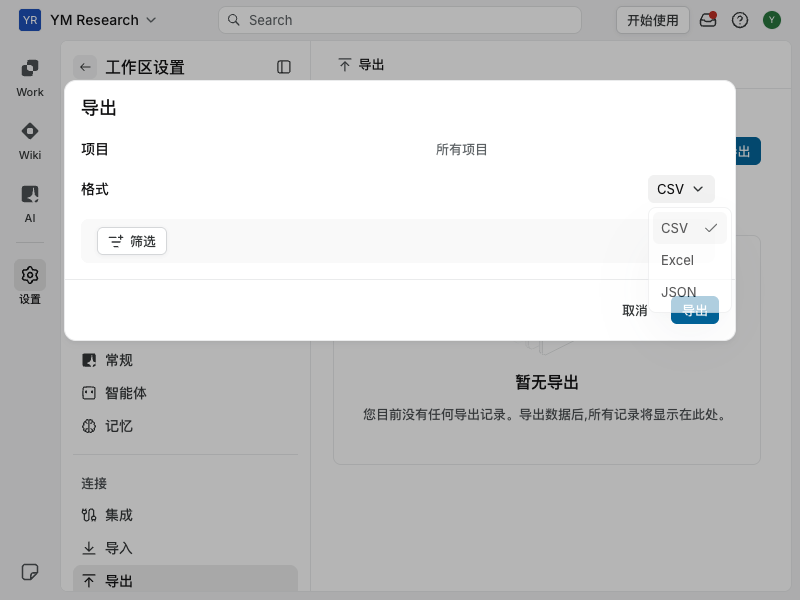 YR YM Research
Search
开始使用
Y
Work
Wiki
AI
设置
工作区设置
导出
导出
项目
所有项目
格式
CSV
CSV
Excel
JSON
筛选
取消
导出
出
常规
智能体
记忆
连接
集成
导入
导出
暂无导出
您目前没有任何导出记录。导出数据后,所有记录将显示在此处。